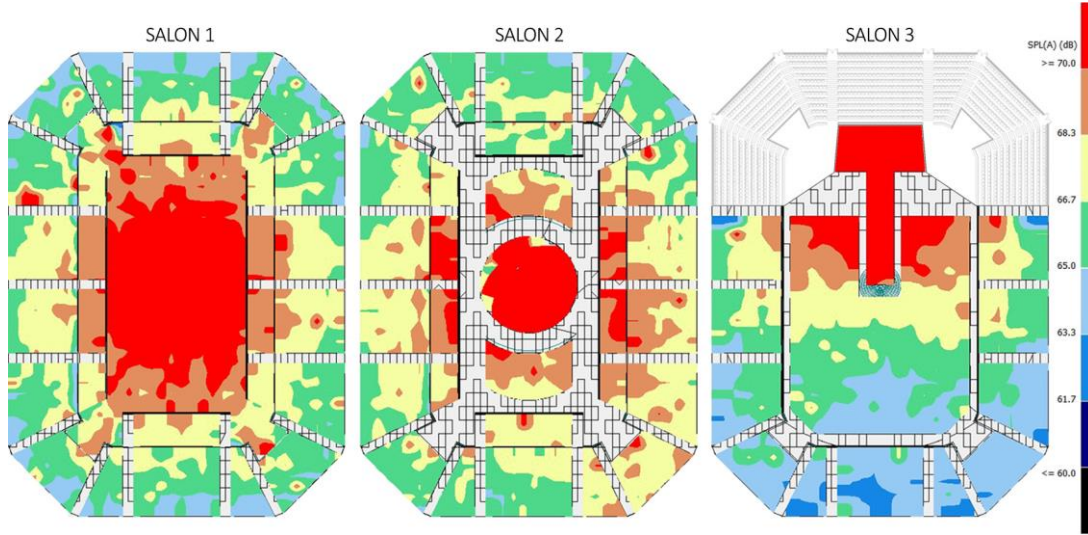 SALON 1
SALON 2
SALON 3
SPL(A) (dB)
>= 70.0
68.3
66.7
65.0
63.3
61.7
<= 60.0